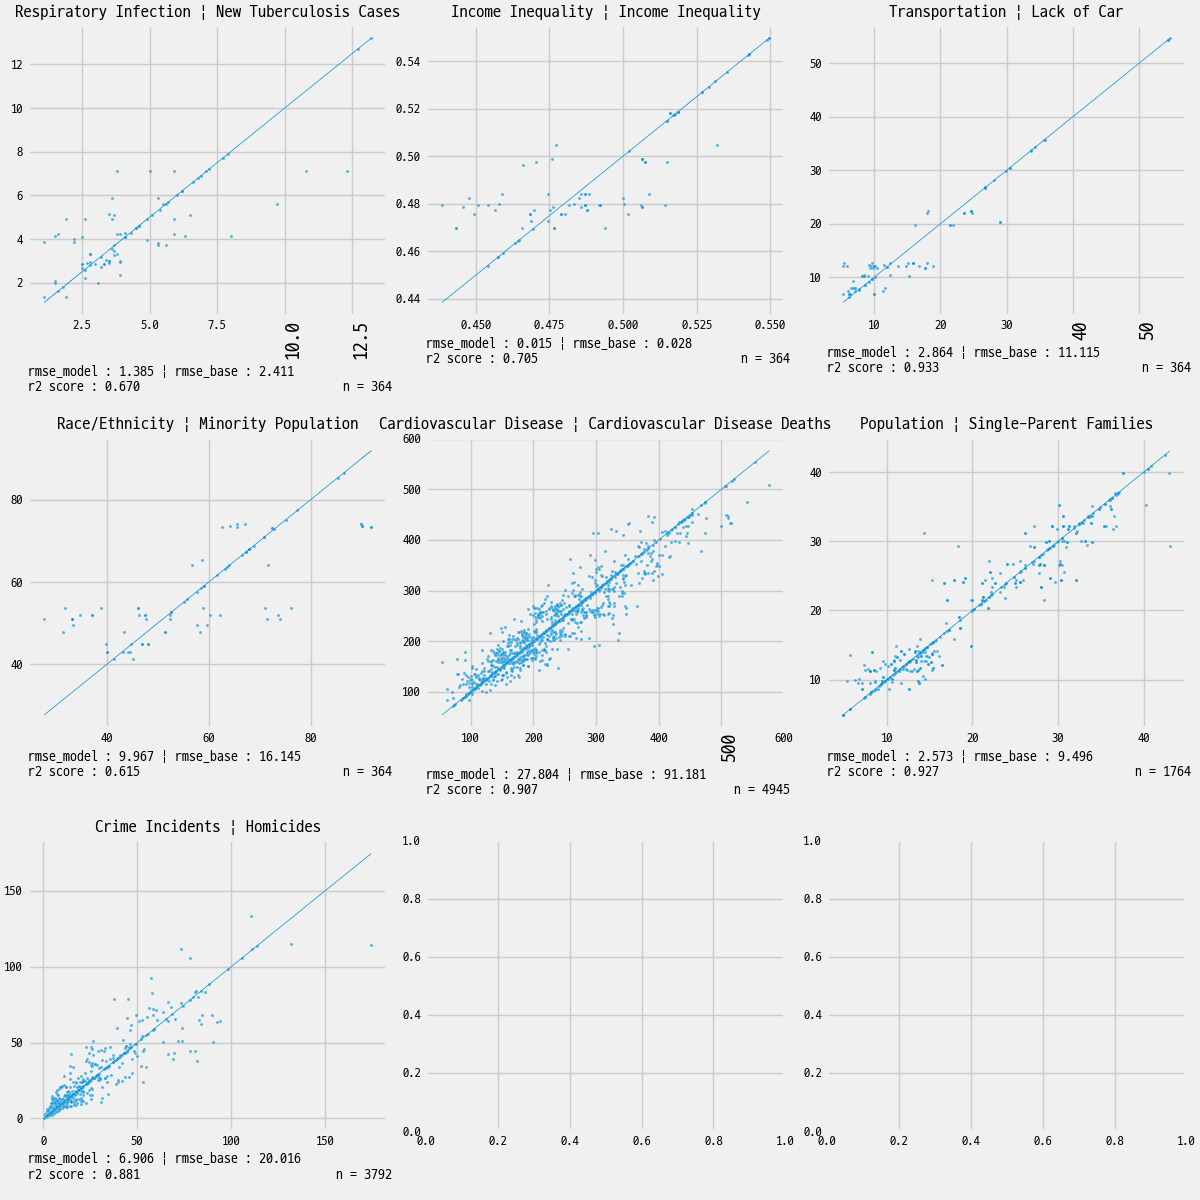 Respiratory Infection ¦ New Tuberculosis Cases
12
10
8
6
4
2
2.5 5.0 7.5 10.0 12.5
rmse_model : 1.385 ¦ rmse_base : 2.411
r2 score : 0.670 n = 364
Income Inequality ¦ Income Inequality
0.54
0.52
0.50
0.48
0.46
0.44
0.450 0.475 0.500 0.525 0.550
rmse_model : 0.015 ¦ rmse_base : 0.028
r2 score : 0.705 n = 364
Transportation ¦ Lack of Car
50
40
30
20
10
10 20 30 40 50
rmse_model : 2.864 ¦ rmse_base : 11.115
r2 score : 0.933 n = 364
Race/Ethnicity ¦ Minority Population
80
60
40
40 60 80
rmse_model : 9.967 ¦ rmse_base : 16.145
r2 score : 0.615 n = 364
Cardiovascular Disease ¦ Cardiovascular Disease Deaths
600
500
400
300
200
100
100 200 300 400 500 600
rmse_model : 27.804 ¦ rmse_base : 91.181
r2 score : 0.907 n = 4945
Population ¦ Single-Parent Families
40
30
20
10
10 20 30 40
rmse_model : 2.573 ¦ rmse_base : 9.496
r2 score : 0.927 n = 1764
Crime Incidents ¦ Homicides
150
100
50
0
0 50 100 150
rmse_model : 6.906 ¦ rmse_base : 20.016
r2 score : 0.881 n = 3792
1.0
0.8
0.6
0.4
0.2
0.0
0.0 0.2 0.4 0.6 0.8 1.0
1.0
0.8
0.6
0.4
0.2
0.0
0.0 0.2 0.4 0.6 0.8 1.0